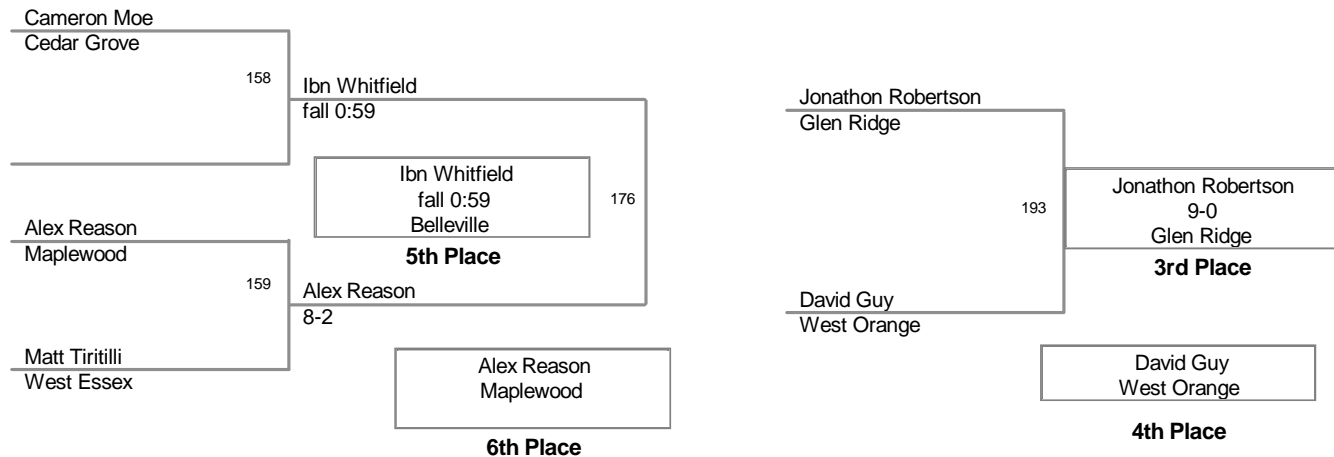 Cameron Moe
Cedar Grove
158
Ibn Whitfield
fall 0:59
Ibn Whitfield
fall 0:59
Belleville
5th Place
176
Alex Reason
Maplewood
159
Alex Reason
8-2
Matt Tiritilli
West Essex
Alex Reason
Maplewood
6th Place
Jonathon Robertson
Glen Ridge
193
Jonathon Robertson
9-0
Glen Ridge
3rd Place
David Guy
West Orange
David Guy
West Orange
4th Place